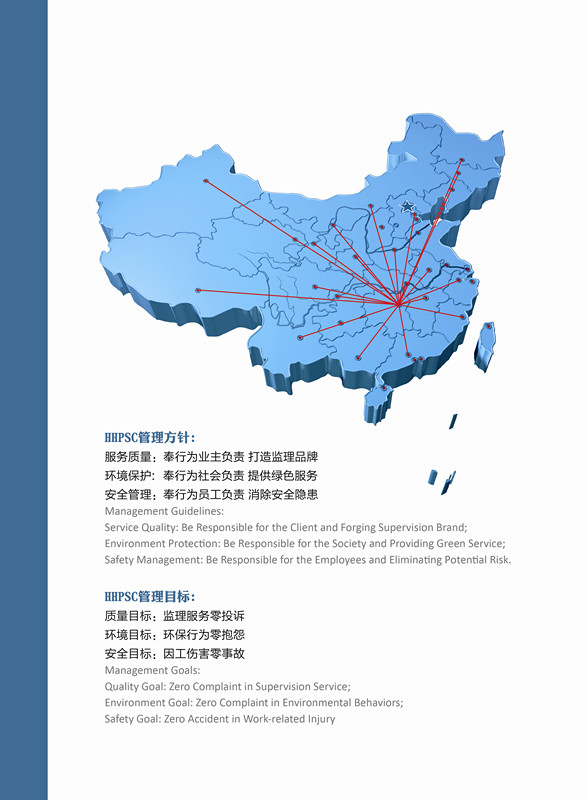 HHPSC管理方针：
服务质量：奉行为业主负责 打造监理品牌
环境保护：奉行为社会负责 提供绿色服务
安全管理：奉行为员工负责 消除安全隐患
Management Guidelines:
Service Quality: Be Responsible for the Client and Forging Supervision Brand;
Environment Protection: Be Responsible for the Society and Providing Green Service;
Safety Management: Be Responsible for the Employees and Eliminating Potential Risk.
HHPSC管理目标：
质量目标：监理服务零投诉
环境目标：环保行为零抱怨
安全目标：因工伤害零事故
Management Goals:
Quality Goal: Zero Complaint in Supervision Service;
Environment Goal: Zero Complaint in Environmental Behaviors;
Safety Goal: Zero Accident in Work-related Injury